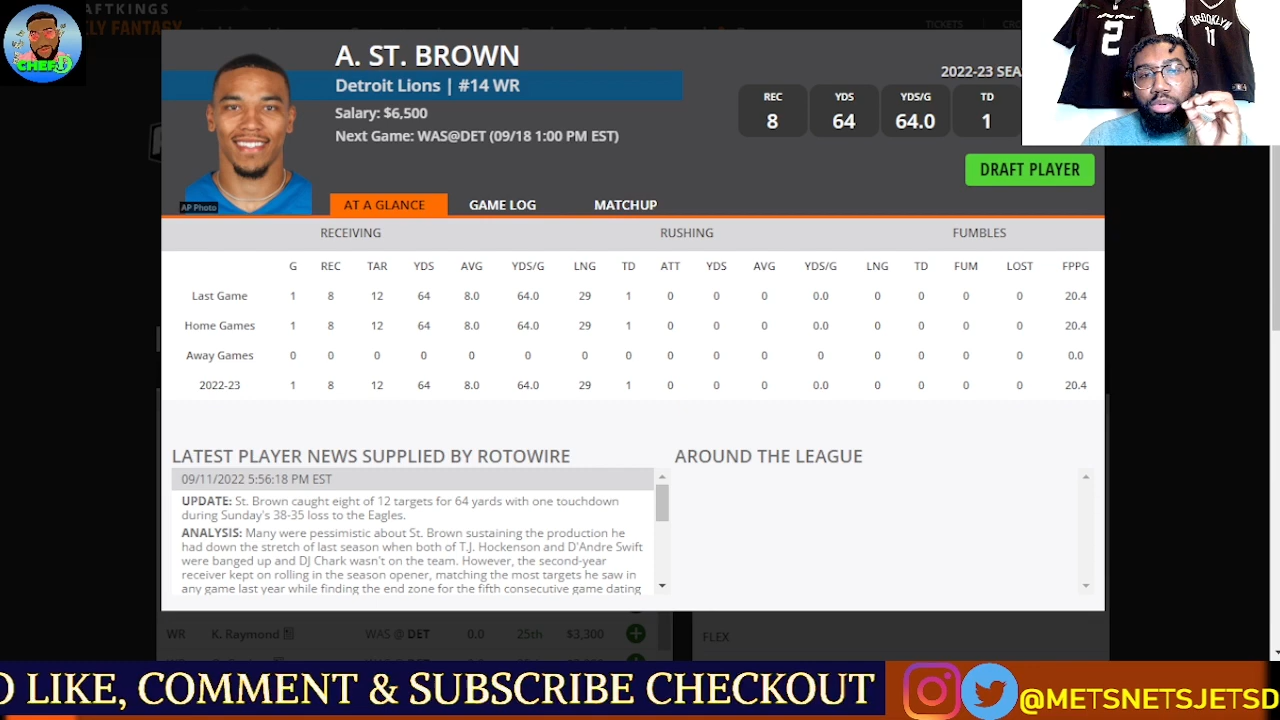 AFTKINGS
LY FANTASY
TICKETS
CHEF
A. ST. BROWN
Detroit Lions | #14 WR
Salary: $6,500
Next Game: WAS@DET (09/18 1:00 PM EST)
AP Photo
2022-23 SEA
REC YDS YDS/G TD
8 64 64.0 1
2
BROOKLYN
11
DRAFT PLAYER
AT A GLANCE GAME LOG MATCHUP
RECEIVING RUSHING FUMBLES
G REC TAR YDS AVG YDS/G LNG TD ATT YDS AVG YDS/G LNG TD FUM LOST FPPG
Last Game 1 8 12 64 8.0 64.0 29 1 0 0 0 0.0 0 0 0 0 20.4
Home Games 1 8 12 64 8.0 64.0 29 1 0 0 0 0.0 0 0 0 0 20.4
Away Games 0 0 0 0 0 0 0 0 0 0 0 0 0 0 0 0 0.0
2022-23 1 8 12 64 8.0 64.0 29 1 0 0 0 0.0 0 0 0 0 20.4
LATEST PLAYER NEWS SUPPLIED BY ROTOWIRE
AROUND THE LEAGUE
09/11/2022 5:56:18 PM EST
UPDATE: St. Brown caught eight of 12 targets for 64 yards with one touchdown
during Sunday's 38-35 loss to the Eagles.
ANALYSIS: Many were pessimistic about St. Brown sustaining the production he
had down the stretch of last season when both of T.J. Hockenson and D'Andre Swift
were banged up and DJ Chark wasn't on the team. However, the second-year
receiver kept on rolling in the season opener, matching the most targets he saw in
any game last year while finding the end zone for the fifth consecutive game dating
WR K. Raymond WAS @ DET 0.0 25th $3,300
FLEX
D LIKE, COMMENT & SUBSCRIBE CHECKOUT
@METSNETSJETSD